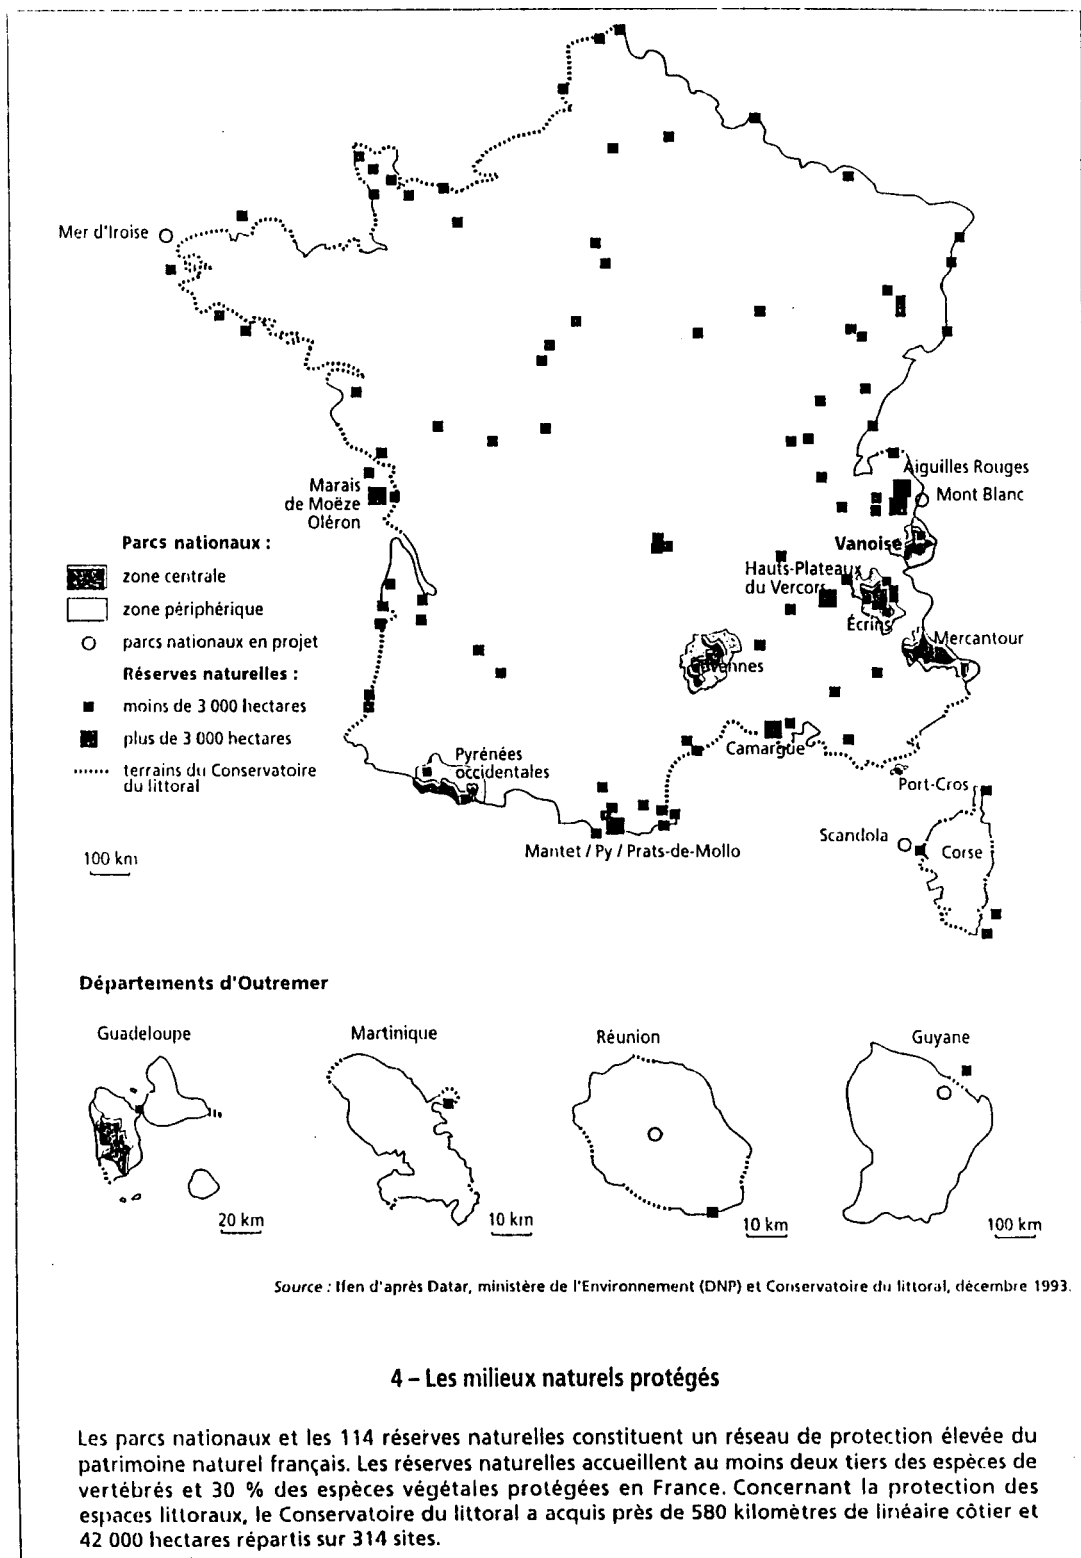 Mer d'Iroise
Marais
de Moëze
Oléron
Aiguilles Rouges
Mont Blanc
Vanoise
Hauts-Plateaux
du Vercors
Écrins
Mercantour
Cévennes
Camargue
Port-Cros
Pyrénées
occidentales
Mantet / Py / Prats-de-Mollo
Scandola
Corse
Parcs nationaux :
zone centrale
zone périphérique
parcs nationaux en projet
Réserves naturelles :
moins de 3 000 hectares
plus de 3 000 hectares
terrains du Conservatoire
du littoral
100 km
Départements d'Outremer
Guadeloupe
Martinique
Réunion
Guyane
20 km
10 km
10 km
100 km
Source : Ifen d'après Datar, ministère de l'Environnement (DNP) et Conservatoire du littoral, décembre 1993.
4 – Les milieux naturels protégés
Les parcs nationaux et les 114 réserves naturelles constituent un réseau de protection élevée du
patrimoine naturel français. Les réserves naturelles accueillent au moins deux tiers des espèces de
vertébrés et 30 % des espèces végétales protégées en France. Concernant la protection des
espaces littoraux, le Conservatoire du littoral a acquis près de 580 kilomètres de linéaire côtier et
42 000 hectares répartis sur 314 sites.